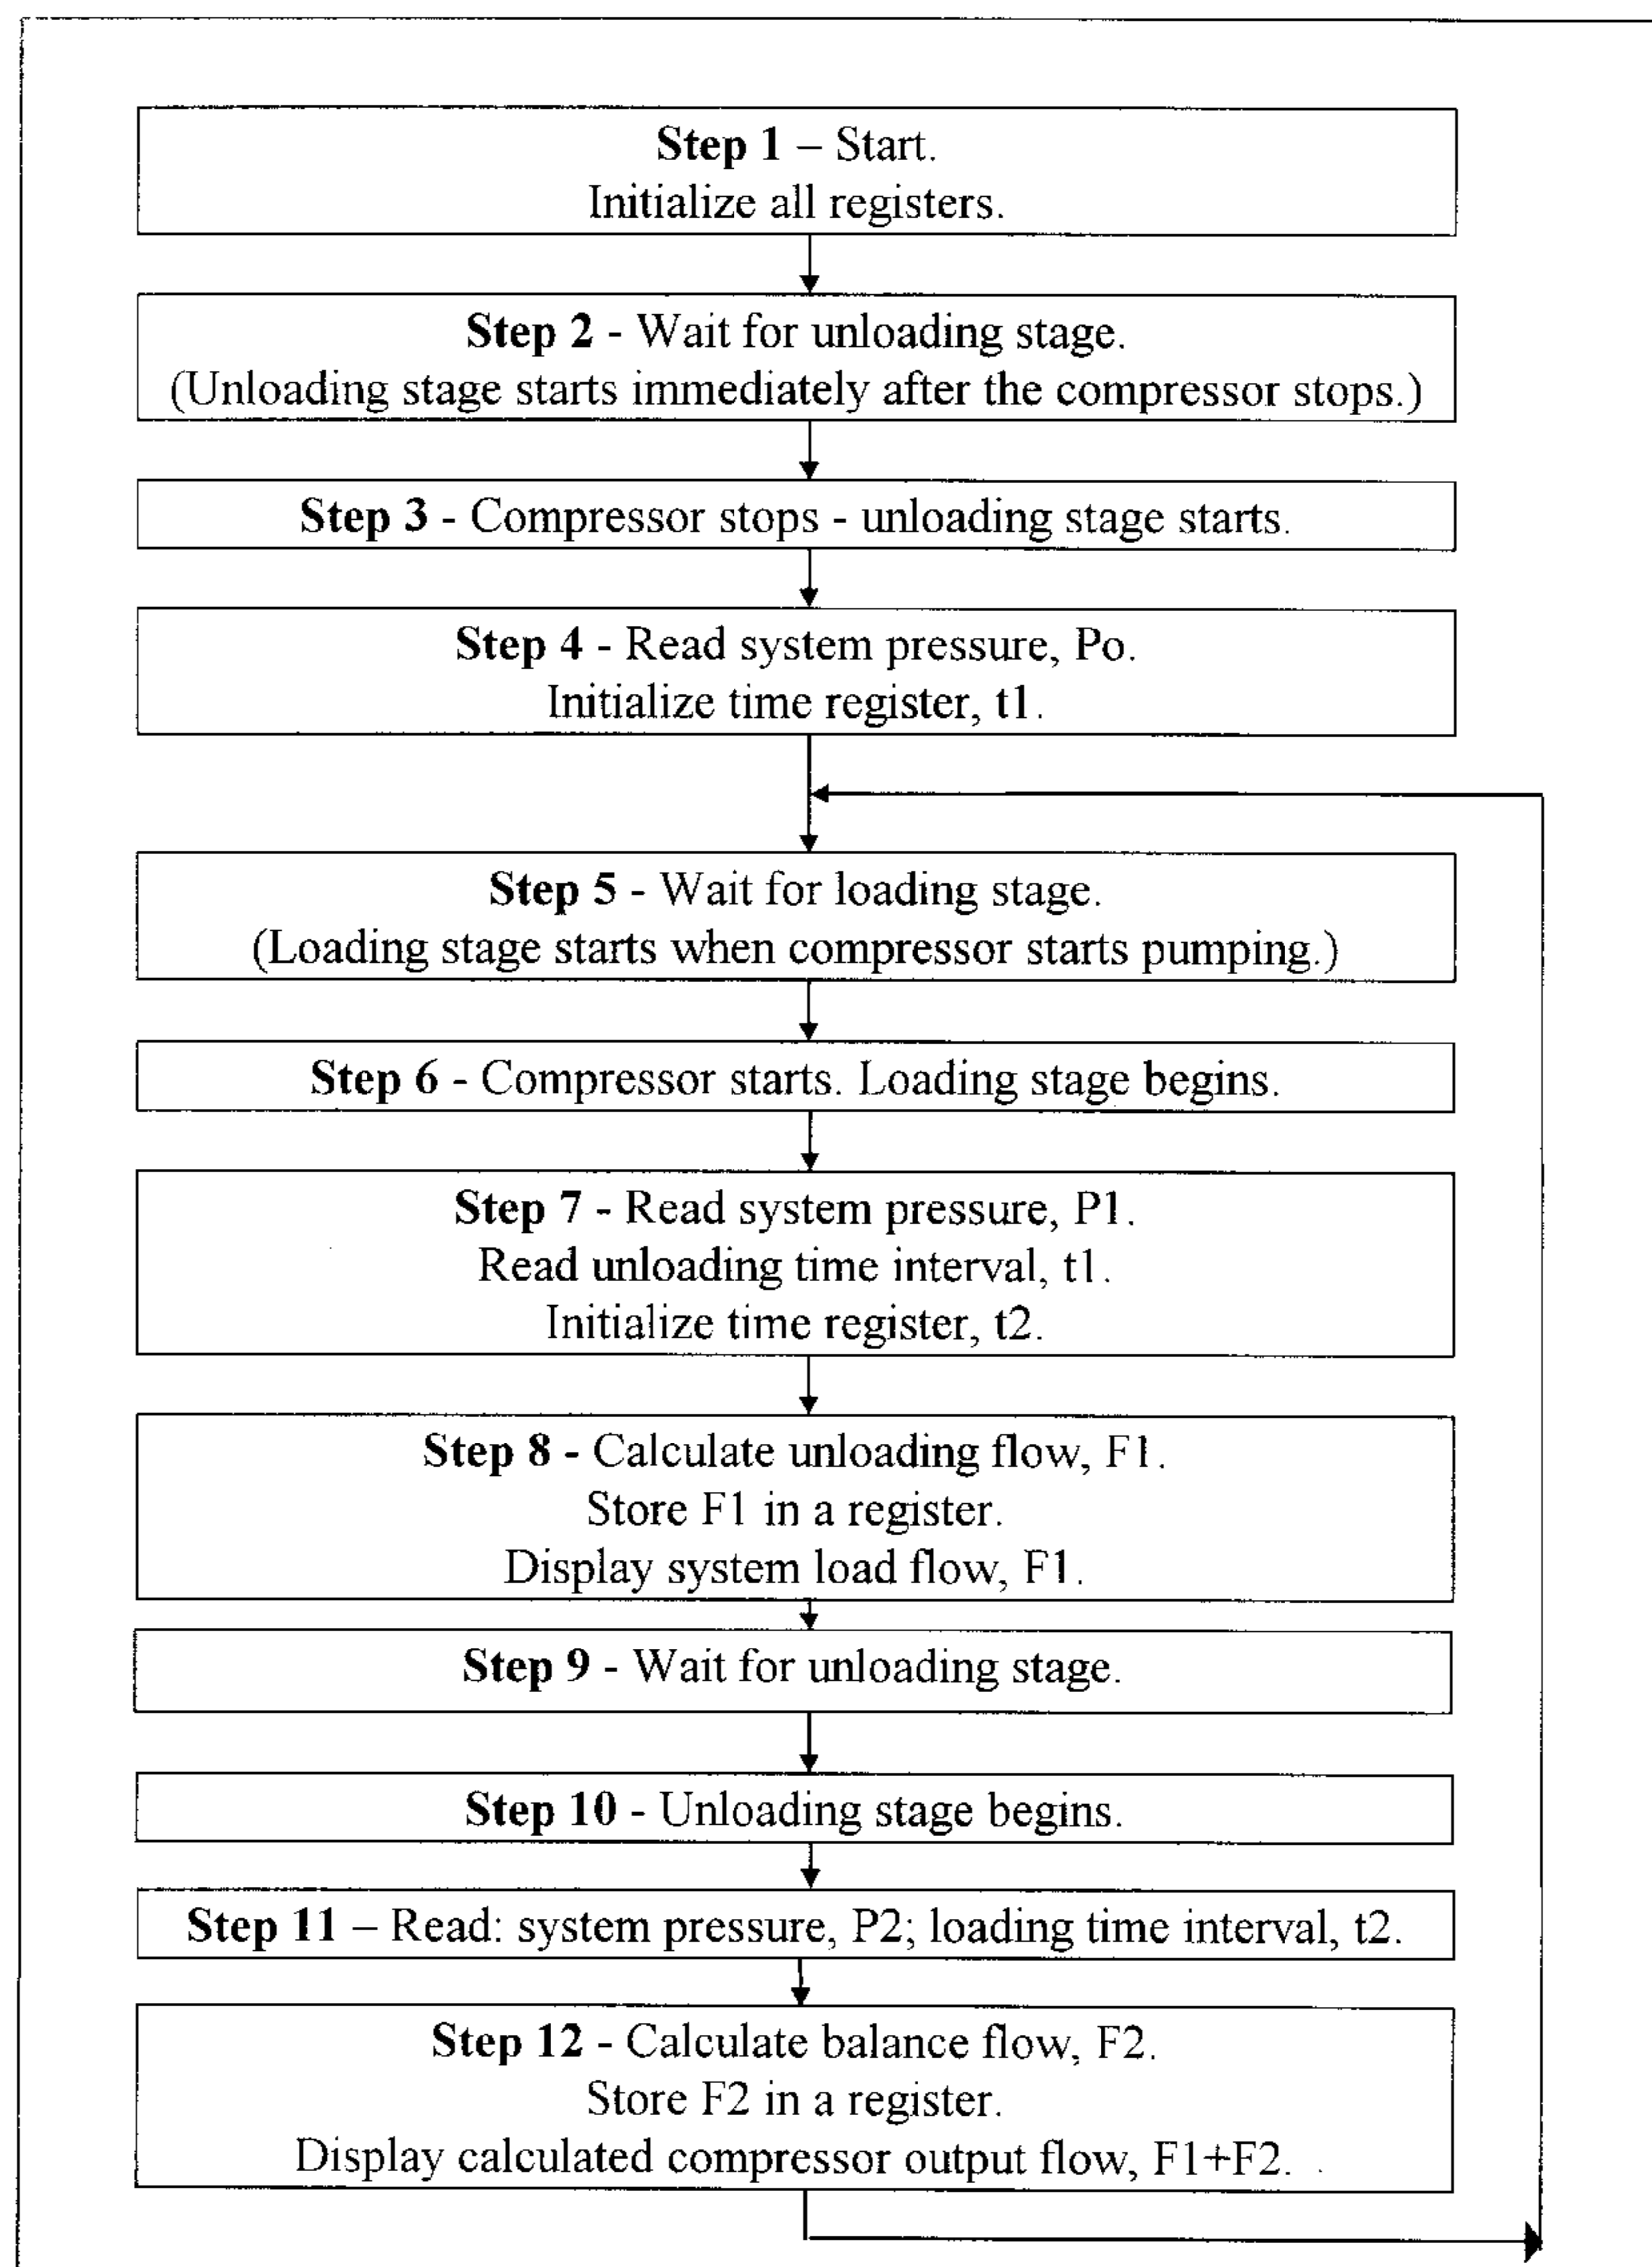 Step 1 – Start.
Initialize all registers.
Step 2 - Wait for unloading stage.
(Unloading stage starts immediately after the compressor stops.)
Step 3 - Compressor stops - unloading stage starts.
Step 4 - Read system pressure, Po.
Initialize time register, t1.
Step 5 - Wait for loading stage.
(Loading stage starts when compressor starts pumping.)
Step 6 - Compressor starts. Loading stage begins.
Step 7 - Read system pressure, P1.
Read unloading time interval, t1.
Initialize time register, t2.
Step 8 - Calculate unloading flow, F1.
Store F1 in a register.
Display system load flow, F1.
Step 9 - Wait for unloading stage.
Step 10 - Unloading stage begins.
Step 11 – Read: system pressure, P2; loading time interval, t2.
Step 12 - Calculate balance flow, F2.
Store F2 in a register.
Display calculated compressor output flow, F1+F2.